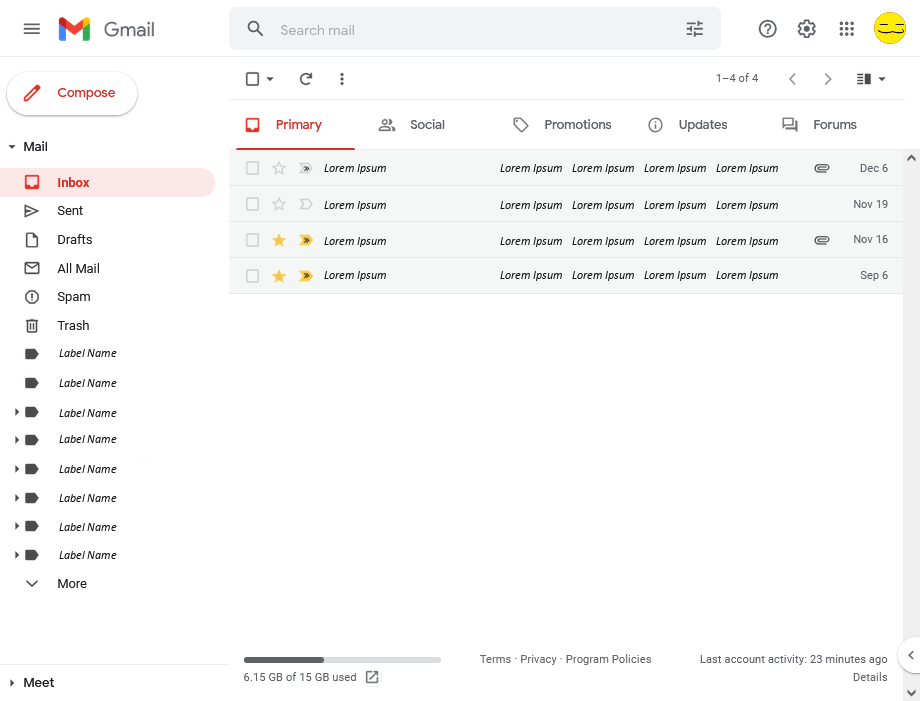 Gmail
Search mail
Compose
1–4 of 4
Primary Social Promotions Updates Forums
Mail
Inbox
Sent
Drafts
All Mail
Spam
Trash
Label Name
Label Name
Label Name
Label Name
Label Name
Label Name
Label Name
Label Name
More
Meet
Lorem Ipsum Lorem Ipsum Lorem Ipsum Lorem Ipsum Lorem Ipsum Dec 6
Lorem Ipsum Lorem Ipsum Lorem Ipsum Lorem Ipsum Lorem Ipsum Nov 19
Lorem Ipsum Lorem Ipsum Lorem Ipsum Lorem Ipsum Lorem Ipsum Nov 16
Lorem Ipsum Lorem Ipsum Lorem Ipsum Lorem Ipsum Lorem Ipsum Sep 6
6.15 GB of 15 GB used
Terms · Privacy · Program Policies
Last account activity: 23 minutes ago
Details